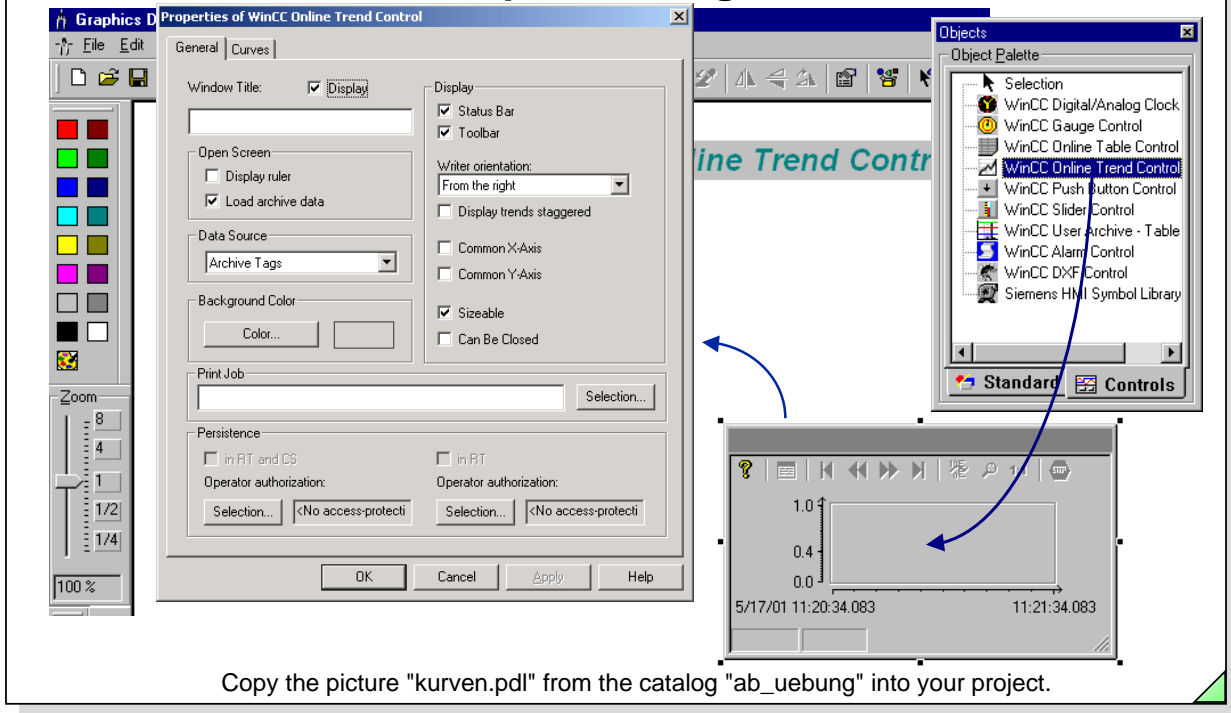 Graphics D
File Edit
Properties of WinCC Online Trend Control
General Curves
Window Title: Display
Open Screen
Display ruler
Load archive data
Data Source
Archive Tags
Background Color
Color...
Display
Status Bar
Toolbar
Writer orientation:
From the right
Display trends staggered
Common X-Axis
Common Y-Axis
Sizeable
Can Be Closed
Print Job
Selection...
Persistence
in RT and CS
in RT
Operator authorization:
Operator authorization:
Selection... <No access-protecti
Selection... <No access-protecti
OK Cancel Apply Help
Zoom
8
4
1
1/2
1/4
100 %
line Trend Contr
Objects
Object Palette
Selection
WinCC Digital/Analog Clock
WinCC Gauge Control
WinCC Online Table Control
WinCC Online Trend Control
WinCC Push Button Control
WinCC Slider Control
WinCC User Archive - Table
WinCC Alarm Control
WinCC DXF Control
Siemens HMI Symbol Library
Standard Controls
STOP
1.0
0.4
0.0
5/17/01 11:20:34.083 11:21:34.083
Copy the picture "kurven.pdl" from the catalog "ab_uebung" into your project.